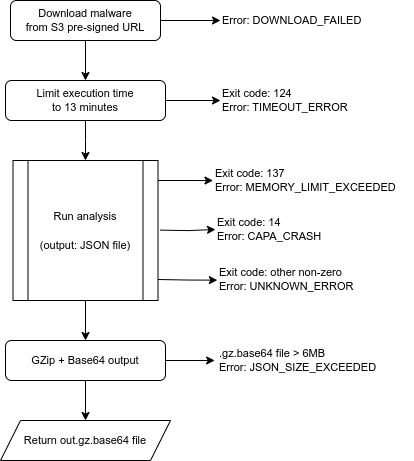 Download malware
from S3 pre-signed URL
Error: DOWNLOAD_FAILED
Limit execution time
to 13 minutes
Exit code: 124
Error: TIMEOUT_ERROR
Run analysis
(output: JSON file)
Exit code: 137
Error: MEMORY_LIMIT_EXCEEDED
Exit code: 14
Error: CAPA_CRASH
Exit code: other non-zero
Error: UNKNOWN_ERROR
GZip + Base64 output
.gz.base64 file > 6MB
Error: JSON_SIZE_EXCEEDED
Return out.gz.base64 file